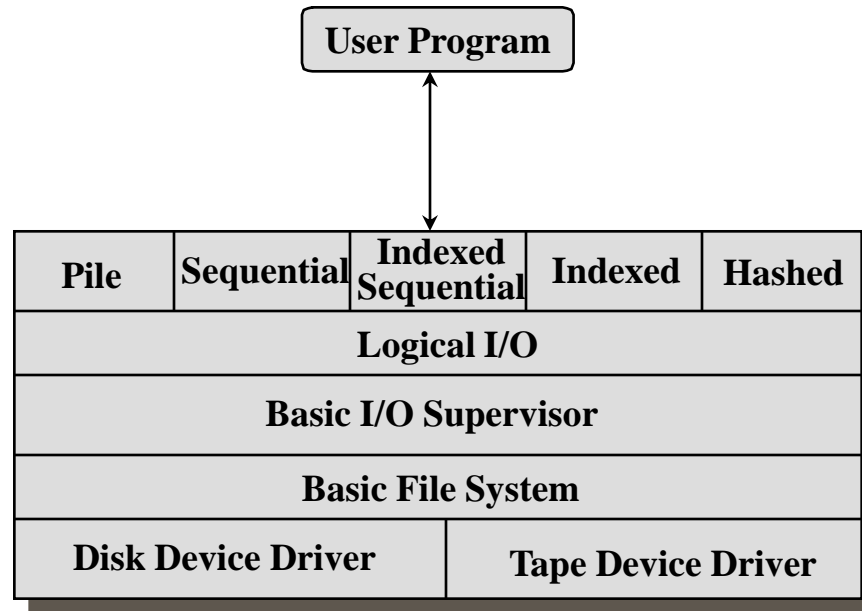 User Program
Pile
Sequential
Indexed
Sequential
Indexed
Hashed
Logical I/O
Basic I/O Supervisor
Basic File System
Disk Device Driver
Tape Device Driver